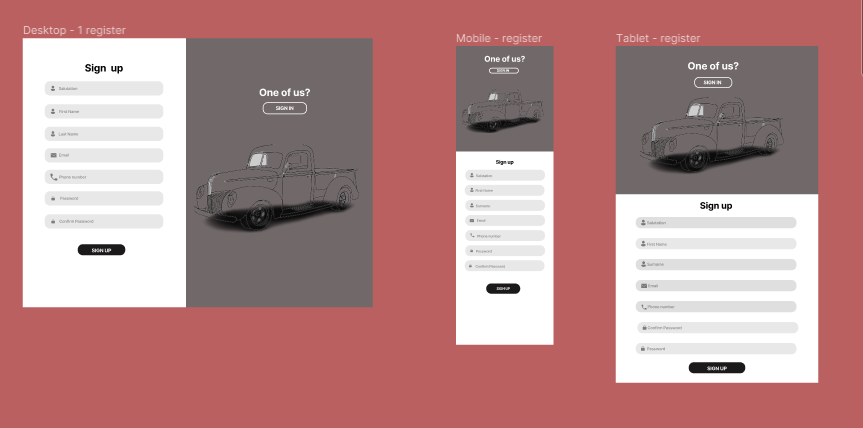 Desktop - 1 register
Sign up
Salutation
First Name
Last Name
Email
Phone number
Password
Confirm Password
SIGN UP
One of us?
SIGN IN
Mobile - register
One of us?
SIGN IN
Sign up
Salutation
First Name
Surname
Email
Phone number
Password
Confirm Password
SIGN UP
Tablet - register
One of us?
SIGN IN
Sign up
Salutation
First Name
Surname
Email
Phone number
Confirm Password
Password
SIGN UP